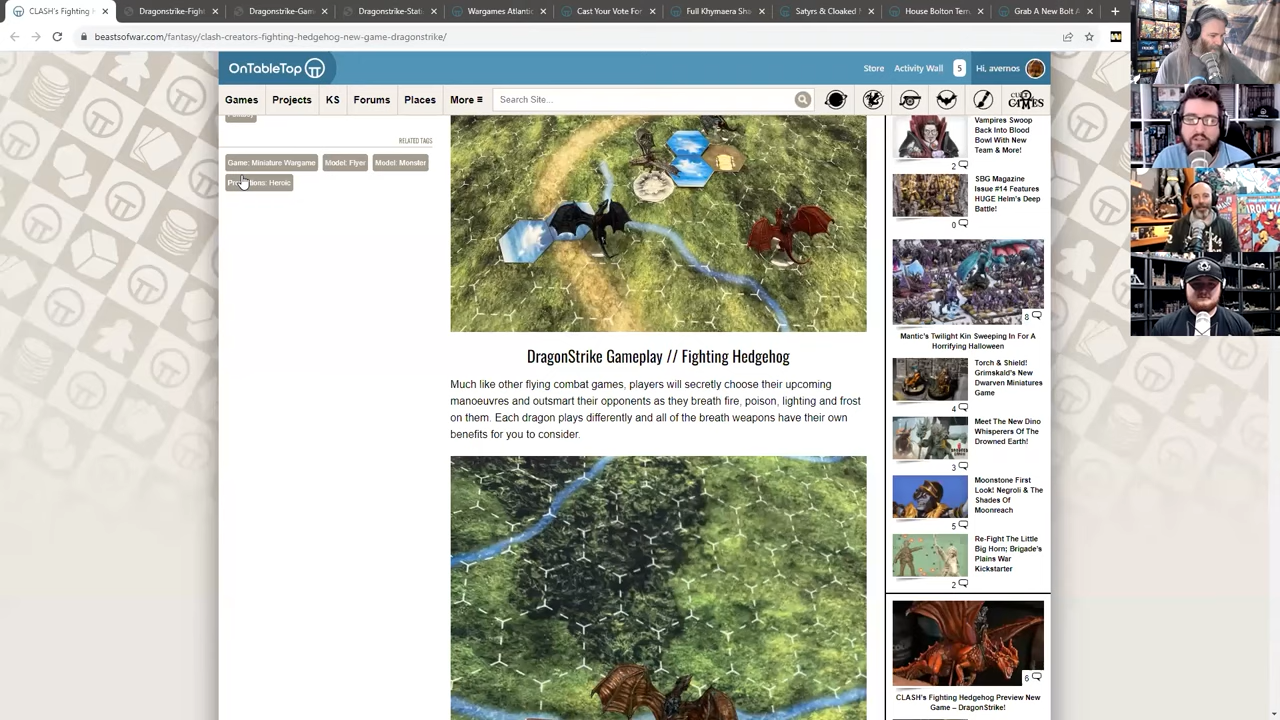 CLASH's Fighting H
Dragonstrike-Fight
Dragonstrike-Gam
Dragonstrike-Stati
Wargames Atlantic
Cast Your Vote For
Full Khymaera Sha
Satyrs & Cloaked N
House Bolton Terr
Grab A New Bolt A
beastsofwar.com/fantasy/clash-creators-fighting-hedgehog-new-game-dragonstrike/
OnTableTop
Store
Activity Wall
5
Hi, avernos
Games
Projects
KS
Forums
Places
More
Search Site...
RELATED TAGS
Game: Miniature Wargame
Model: Flyer
Model: Monster
DragonStrike Gameplay // Fighting Hedgehog
Much like other flying combat games, players will secretly choose their upcoming
manoeuvres and outsmart their opponents as they breath fire, poison, lighting and frost
on them. Each dragon plays differently and all of the breath weapons have their own
benefits for you to consider.
Vampires Swoop
Back Into Blood
Bowl With New
Team & More!
2
SBG Magazine
Issue #14 Features
HUGE Helm's Deep
Battle!
0
8
Mantic's Twilight Kin Sweeping In For A
Horrifying Halloween
Torch & Shield!
Grimskald's New
Dwarven Miniatures
Game
4
Meet The New Dino
Whisperers Of The
Drowned Earth!
3
Moonstone First
Look! Negroli & The
Shades Of
Moonreach
5
Re-Fight The Little
Big Horn; Brigade's
Plains War
Kickstarter
2
6
CLASH's Fighting Hedgehog Preview New
Game – DragonStrike!
IRON